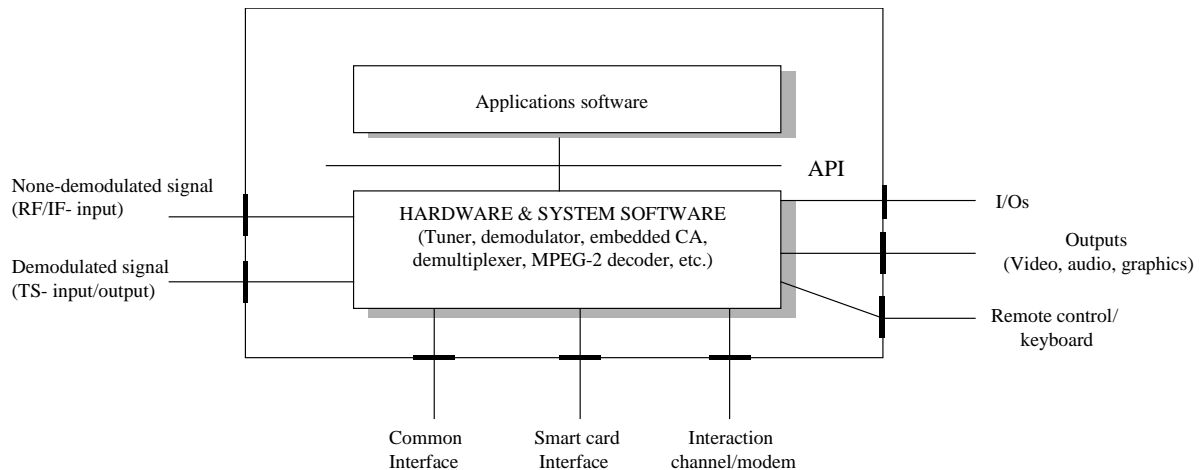 Applications software
API
None-demodulated signal
(RF/IF- input)
HARDWARE & SYSTEM SOFTWARE
(Tuner, demodulator, embedded CA,
demultiplexer, MPEG-2 decoder, etc.)
Demodulated signal
(TS- input/output)
I/Os
Outputs
(Video, audio, graphics)
Remote control/
keyboard
Common
Interface
Smart card
Interface
Interaction
channel/modem